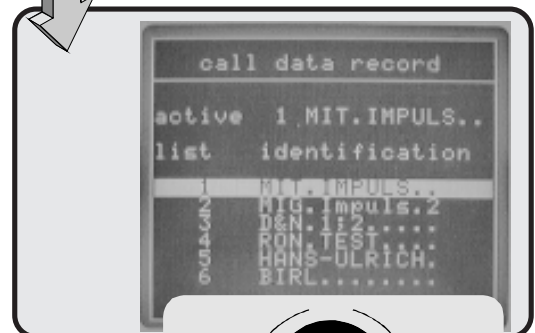 call data record
active 1 MIT.IMPULS..
list identification
1 MIT.IMPULS..
2 MIG.Impuls.2
3 D&N.1;2.....
4 RON.TEST....
5 HANS-ULRICH.
6 BIRL........